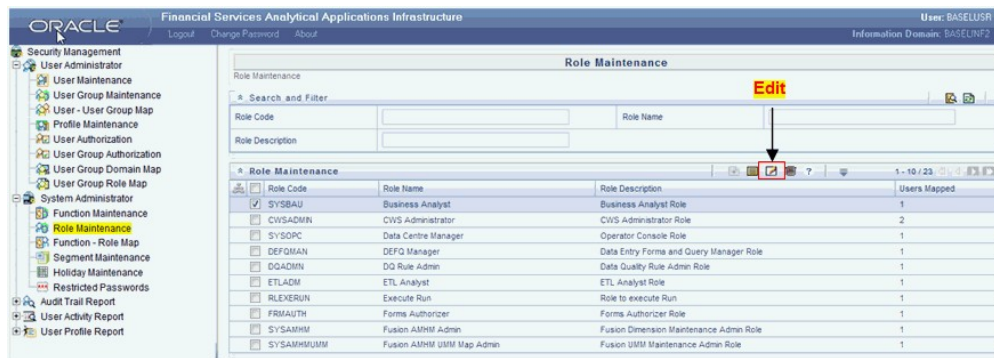 ORACLE
Financial Services Analytical Applications Infrastructure
User: BASELUSR
Logout Change Password About
Information Domain: BASELINF2
Security Management
User Administrator
User Maintenance
User Group Maintenance
User - User Group Map
Profile Maintenance
User Authorization
User Group Authorization
User Group Domain Map
User Group Role Map
System Administrator
Function Maintenance
Role Maintenance
Function - Role Map
Segment Maintenance
Holiday Maintenance
Restricted Passwords
Audit Trail Report
User Activity Report
User Profile Report
Role Maintenance
Role Maintenance
Edit
Search and Filter
Role Code
Role Name
Role Description
Role Maintenance
? 1 - 10 / 23
Role Code Role Name Role Description Users Mapped
SYSBAU Business Analyst Business Analyst Role 1
CWSADMIN CWS Administrator CWS Administrator Role 2
SYSOPC Data Centre Manager Operator Console Role 1
DEFQMAN DEFQ Manager Data Entry Forms and Query Manager Role 1
DQADMN DQ Rule Admin Data Quality Rule Admin Role 1
ETLADM ETL Analyst ETL Analyst Role 1
RLEXERUN Execute Run Role to execute Run 1
FRMAUTH Forms Authorizer Forms Authorizer Role 1
SYSAMHM Fusion AMHM Admin Fusion Dimension Maintenance Admin Role 1
SYSAMHMUMM Fusion AMHM UMM Map Admin Fusion UMM Maintenance Admin Role 1